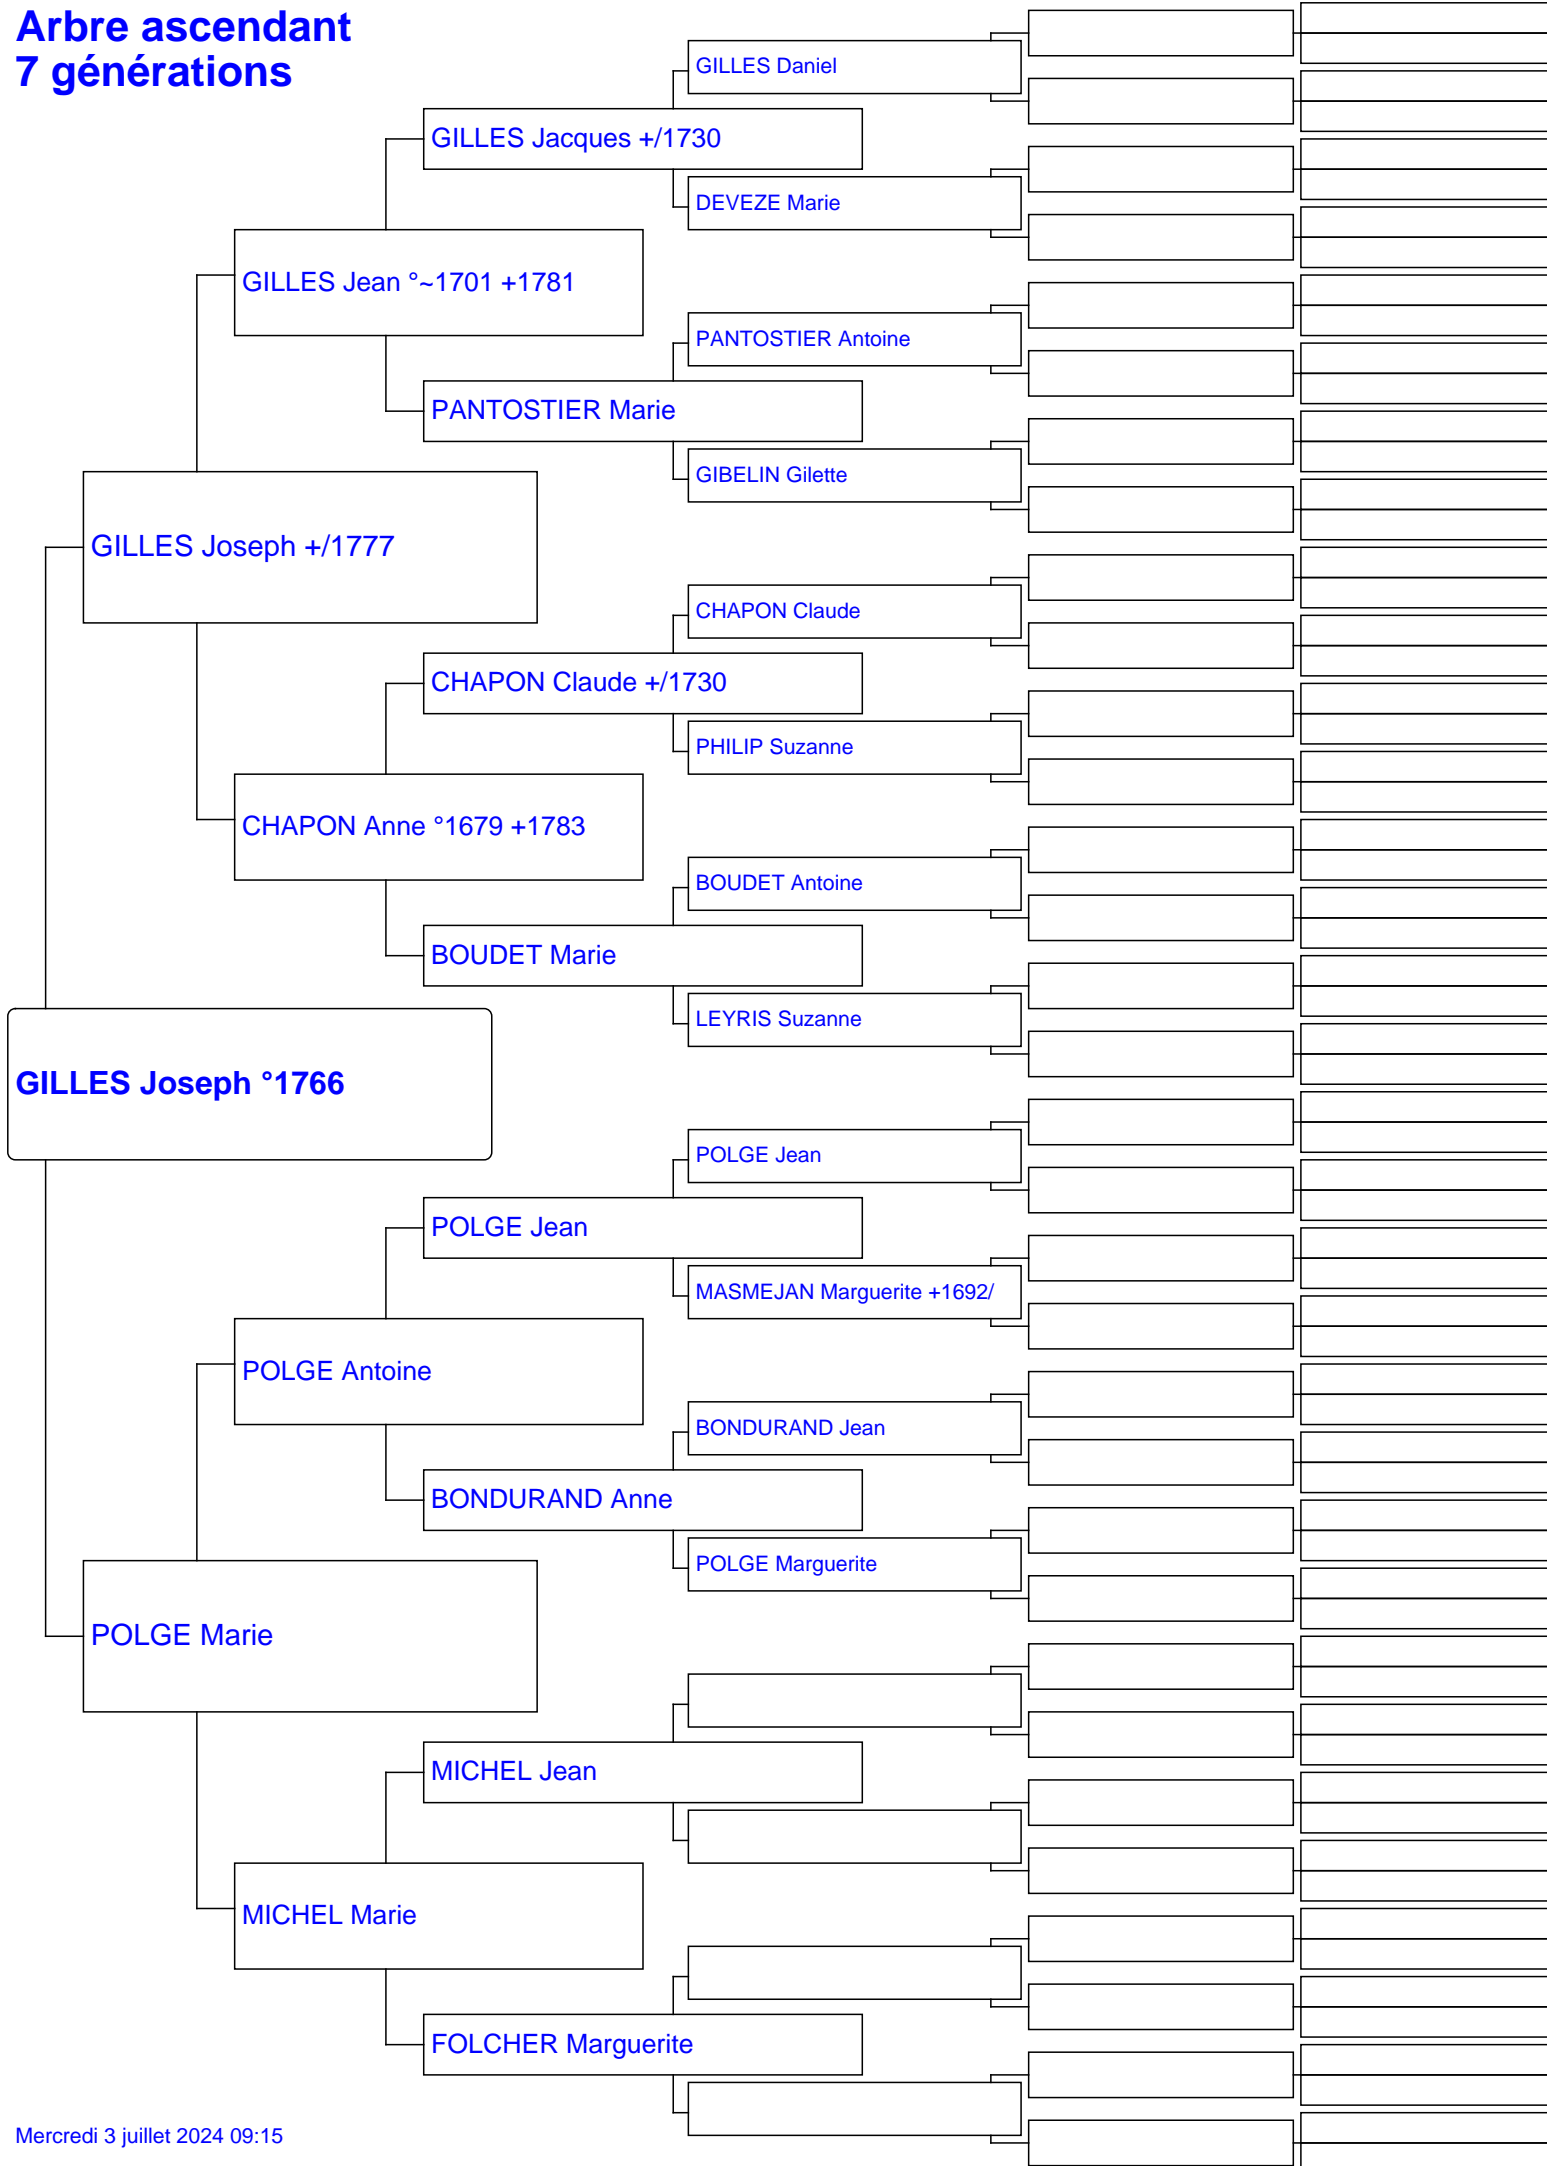 Arbre ascendant
7 générations
GILLES Daniel
GILLES Jacques +/1730
DEVEZE Marie
GILLES Jean °~1701 +1781
PANTOSTIER Antoine
PANTOSTIER Marie
GIBELIN Gilette
GILLES Joseph +/1777
CHAPON Claude
CHAPON Claude +/1730
PHILIP Suzanne
CHAPON Anne °1679 +1783
BOUDET Antoine
BOUDET Marie
LEYRIS Suzanne
GILLES Joseph °1766
POLGE Jean
POLGE Jean
MASMEJAN Marguerite +1692/
POLGE Antoine
BONDURAND Jean
BONDURAND Anne
POLGE Marguerite
POLGE Marie
MICHEL Jean
MICHEL Marie
FOLCHER Marguerite
Mercredi 3 juillet 2024 09:15